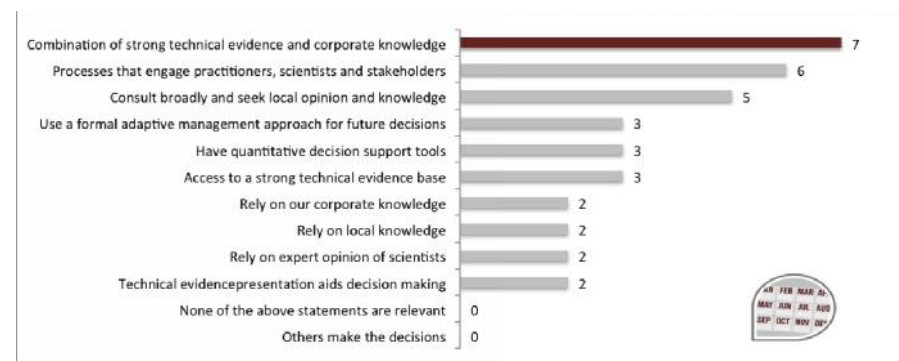 Combination of strong technical evidence and corporate knowledge 7
Processes that engage practitioners, scientists and stakeholders 6
Consult broadly and seek local opinion and knowledge 5
Use a formal adaptive management approach for future decisions 3
Have quantitative decision support tools 3
Access to a strong technical evidence base 3
Rely on our corporate knowledge 2
Rely on local knowledge 2
Rely on expert opinion of scientists 2
Technical evidencepresentation aids decision making 2
None of the above statements are relevant 0
Others make the decisions 0
FEB MAR
MAY JUN JUL AUG
SEP OCT NOV